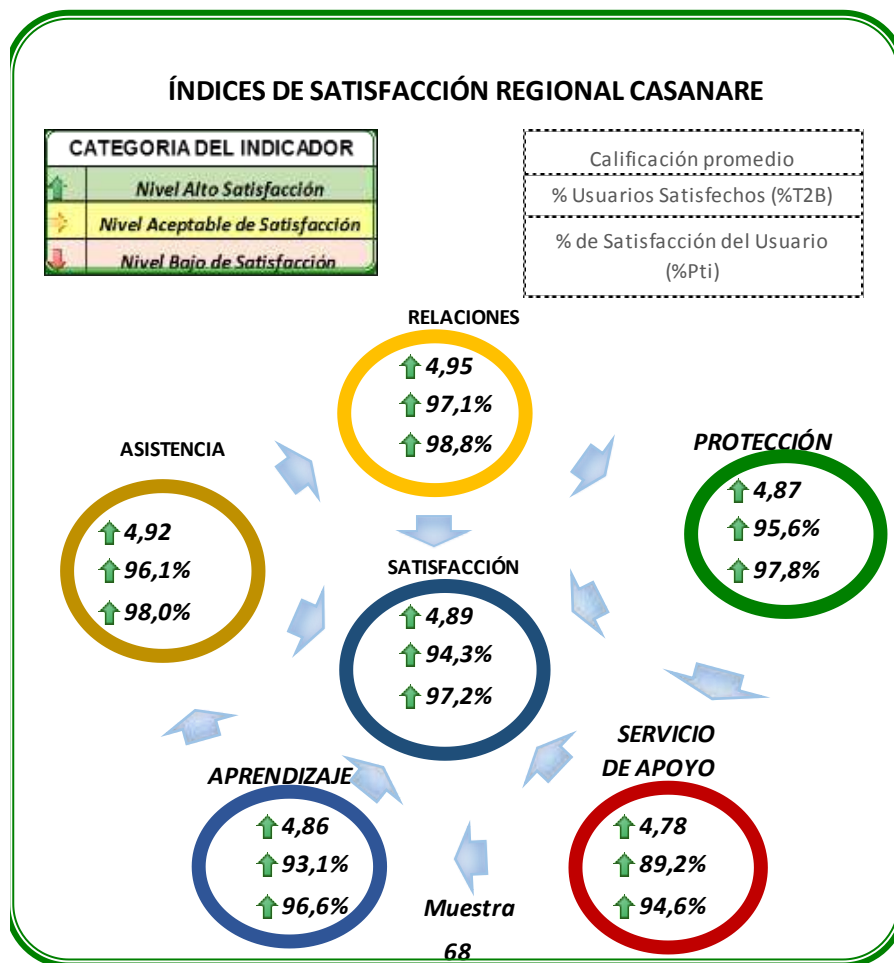 ÍNDICES DE SATISFACCIÓN REGIONAL CASANARE
CATEGORIA DEL INDICADOR
Nivel Alto Satisfacción
Nivel Aceptable de Satisfacción
Nivel Bajo de Satisfacción
Calificación promedio
% Usuarios Satisfechos (%T2B)
% de Satisfacción del Usuario
(%Pti)
RELACIONES
4,95
97,1%
98,8%
ASISTENCIA
4,92
96,1%
98,0%
PROTECCIÓN
4,87
95,6%
97,8%
SATISFACCIÓN
4,89
94,3%
97,2%
APRENDIZAJE
4,86
93,1%
96,6%
SERVICIO
DE APOYO
4,78
89,2%
94,6%
Muestra
68